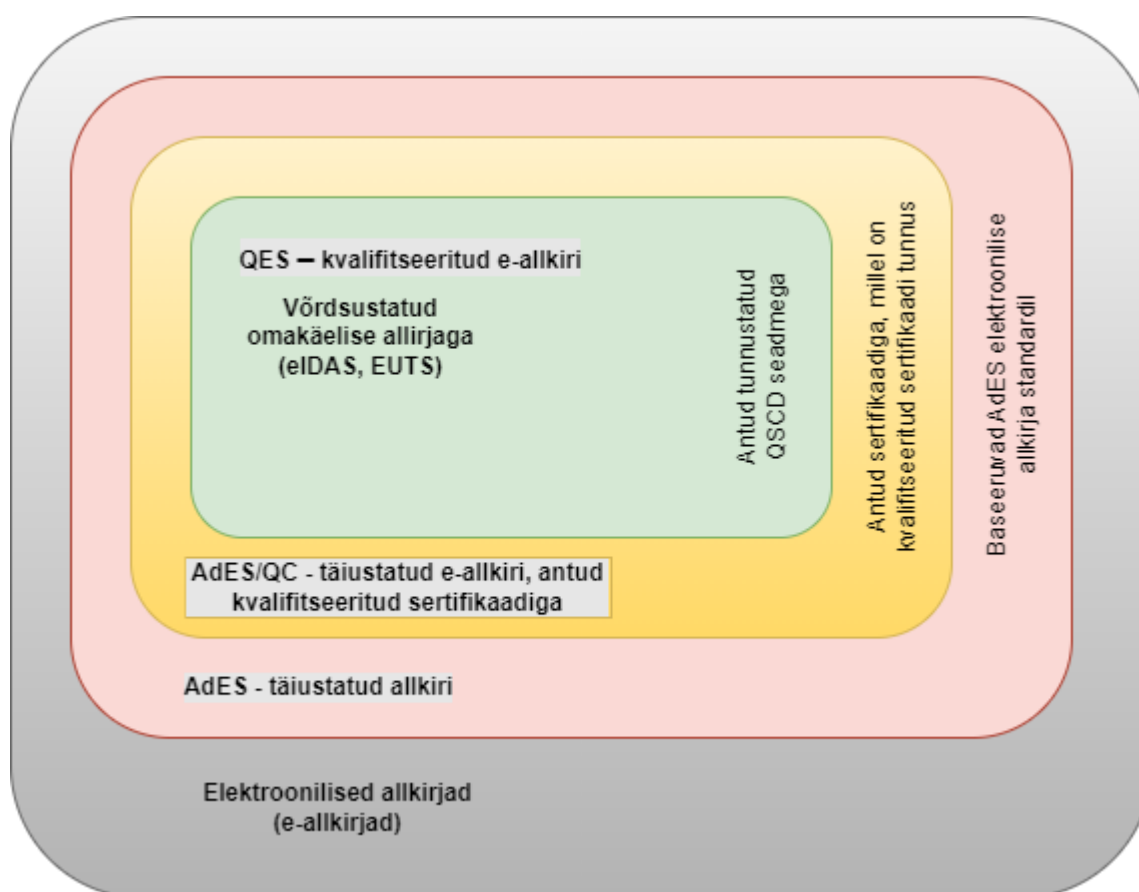 QES – kvalifitseeritud e-allkiri
Võrdsustatud
omakäelise allirjaga
(eIDAS, EUTS)
Antud tunnustatud
QSCD seadmega
Antud sertifikaadiga, millel on
kvalifitseeritud sertifikaadi tunnus
Baseeruvad AdES elektroonilise
allkirja standardil
AdES/QC - täiustatud e-allkiri, antud
kvalifitseeritud sertifikaadiga
AdES - täiustatud allkiri
Elektroonilised allkirjad
(e-allkirjad)